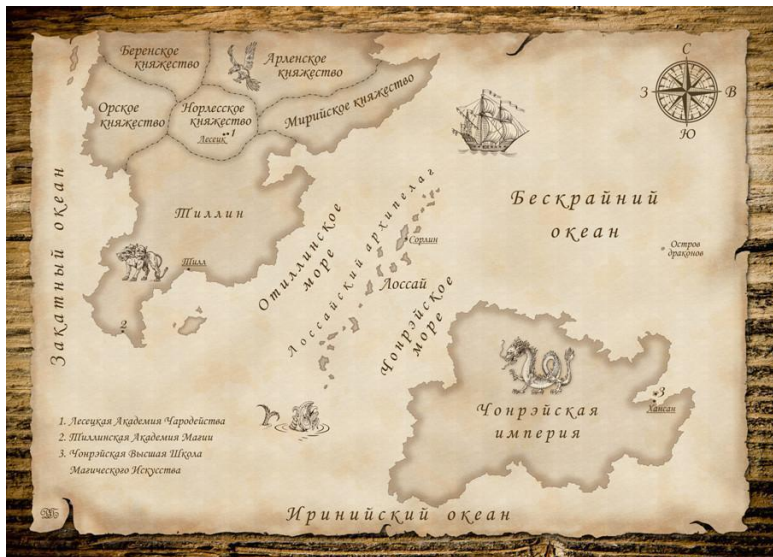 Беренское
княжество
Арленское
княжество
Орское
княжество
Норлесское
княжество
Лесецк
1
Мирийское княжество
С
З
В
Ю
Закатный океан
Тиллин
Тилл
2
Отиллинское
море
Лоссайский архипелаг
Сорлин
Лоссай
Чонрэйское
море
Бескрайний
океан
Остров
драконов
Чонрэйская
империя
3
Хансан
1. Лесецкая Академия Чародейства
2. Тиллинская Академия Магии
3. Чонрэйская Высшая Школа
Магического Искусства
Иринийский океан